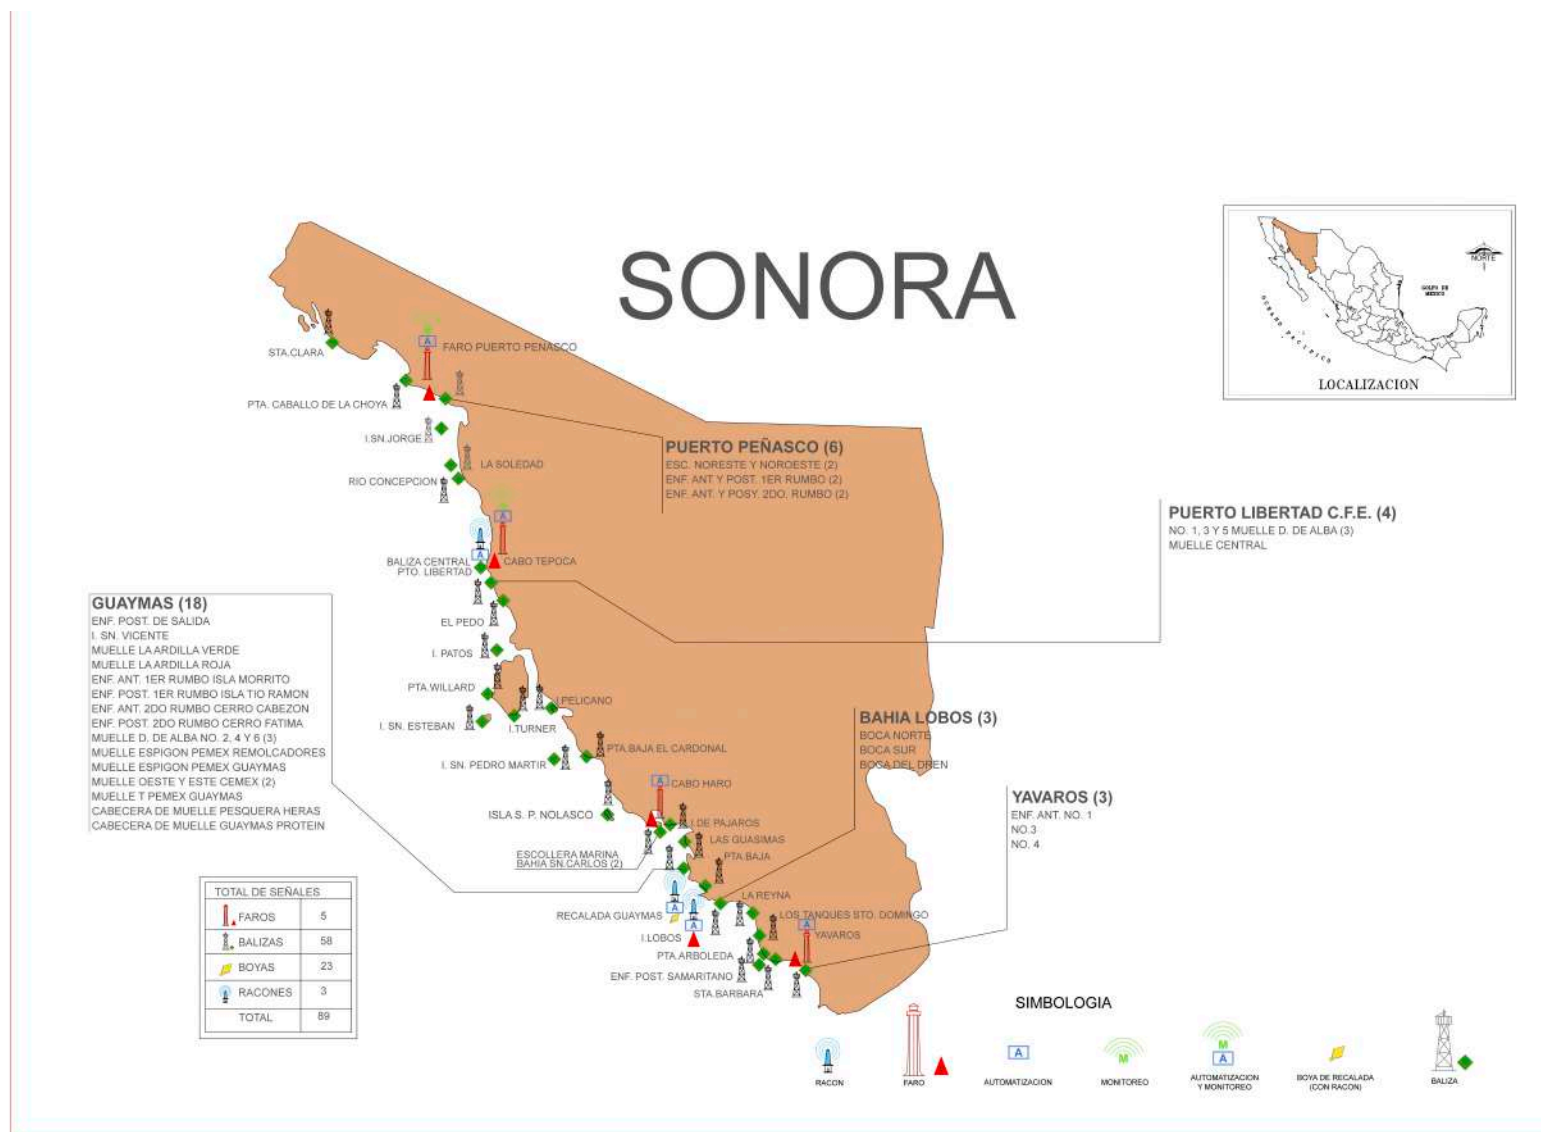 SONORA
NORTE
GOLFO DE
MEXICO
OCEANO PACIFICO
LOCALIZACION
STA.CLARA
A
FARO PUERTO PENASCO
PTA. CABALLO DE LA CHOYA
I.SN.JORGE
LA SOLEDAD
RIO CONCEPCION
PUERTO PEÑASCO (6)
ESC. NORESTE Y NOROESTE (2)
ENF. ANT Y POST. 1ER RUMBO (2)
ENF. ANT. Y POSY. 2DO. RUMBO (2)
PUERTO LIBERTAD C.F.E. (4)
NO. 1, 3 Y 5 MUELLE D. DE ALBA (3)
MUELLE CENTRAL
A
A
BALIZA CENTRAL
PTO. LIBERTAD
CABO TEPOCA
EL PEDO
I. PATOS
PTA.WILLARD
I. SN. ESTEBAN
I.TURNER
I.PELICANO
I. SN. PEDRO MARTIR
PTA.BAJA EL CARDONAL
A
CABO HARO
ISLA S. P. NOLASCO
I.DE PAJAROS
LAS GUASIMAS
ESCOLLERA MARINA
BAHIA SN.CARLOS (2)
PTA.BAJA
GUAYMAS (18)
ENF. POST. DE SALIDA
I. SN. VICENTE
MUELLE LA ARDILLA VERDE
MUELLE LA ARDILLA ROJA
ENF. ANT. 1ER RUMBO ISLA MORRITO
ENF. POST. 1ER RUMBO ISLA TIO RAMON
ENF. ANT. 2DO RUMBO CERRO CABEZON
ENF. POST. 2DO RUMBO CERRO FATIMA
MUELLE D. DE ALBA NO. 2, 4 Y 6 (3)
MUELLE ESPIGON PEMEX REMOLCADORES
MUELLE ESPIGON PEMEX GUAYMAS
MUELLE OESTE Y ESTE CEMEX (2)
MUELLE T PEMEX GUAYMAS
CABECERA DE MUELLE PESQUERA HERAS
CABECERA DE MUELLE GUAYMAS PROTEIN
BAHIA LOBOS (3)
BOCA NORTE
BOCA SUR
BOCA DEL DREN
YAVAROS (3)
ENF. ANT. NO. 1
NO.3
NO. 4
LA REYNA
A
RECALADA GUAYMAS
LOS TANQUES STO. DOMINGO
A
A
YAVAROS
I.LOBOS
PTA.ARBOLEDA
ENF. POST. SAMARITANO
STA.BARBARA
TOTAL DE SEÑALES
FAROS 5
BALIZAS 58
BOYAS 23
RACONES 3
TOTAL 89
SIMBOLOGIA
RACON
FARO
A
AUTOMATIZACION
M
MONITOREO
M
A
AUTOMATIZACION
Y MONITOREO
BOYA DE RECALADA
(CON RACON)
BALIZA